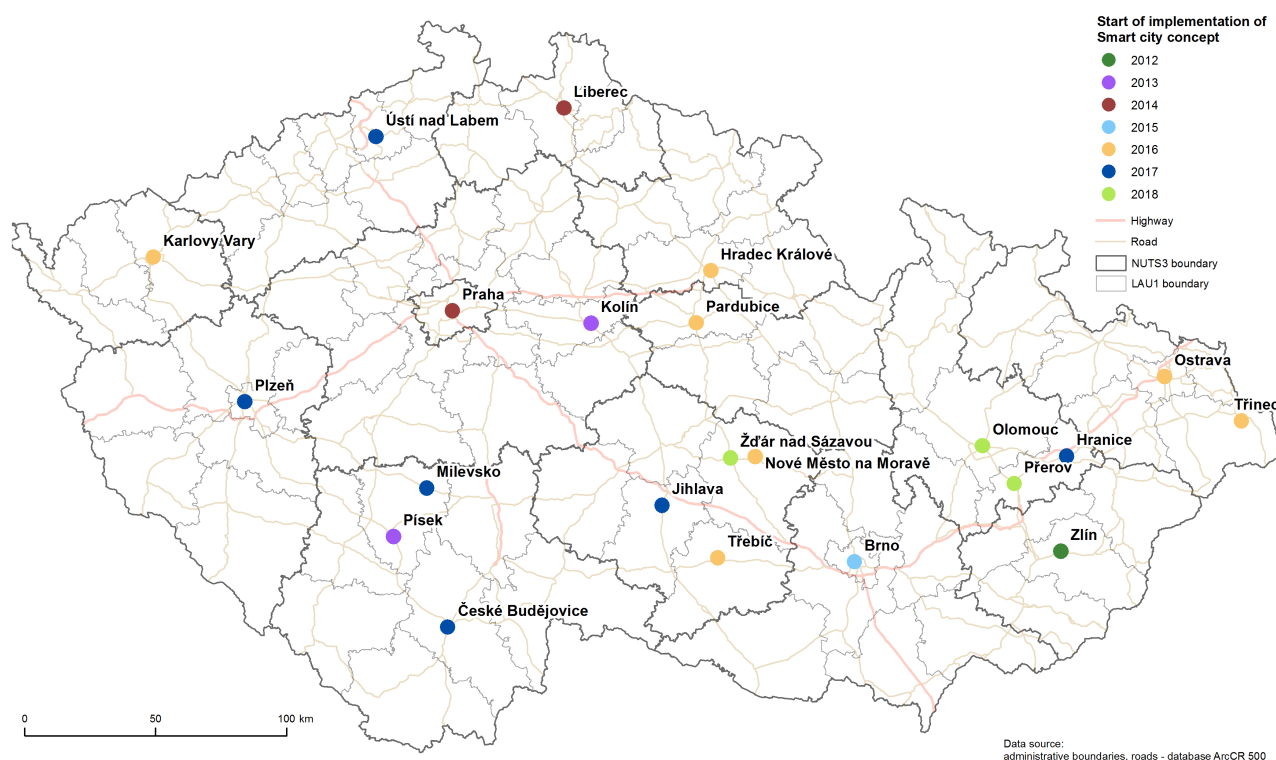 Start of implementation of
Smart city concept
2012
2013
2014
2015
2016
2017
2018
Highway
Road
NUTS3 boundary
LAU1 boundary
Liberec
Ústí nad Labem
Karlovy Vary
Hradec Králové
Praha
Kolín
Pardubice
Ostrava
Plzeň
Třinec
Olomouc
Hranice
Žďár nad Sázavou
Nové Město na Moravě
Přerov
Milevsko
Jihlava
Písek
Zlín
Třebíč
Brno
České Budějovice
0 50 100 km
Data source:
administrative boundaries, roads - database ArcCR 500